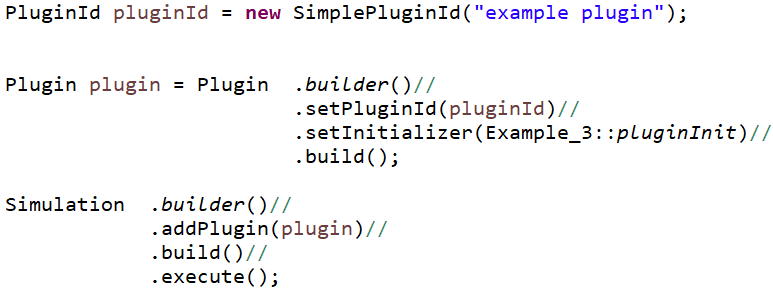 PluginId pluginId = new SimplePluginId("example plugin");
Plugin plugin = Plugin .builder()//
.setPluginId(pluginId)//
.setInitializer(Example_3::pluginInit)//
.build();
Simulation .builder()//
.addPlugin(plugin)//
.build()//
.execute();